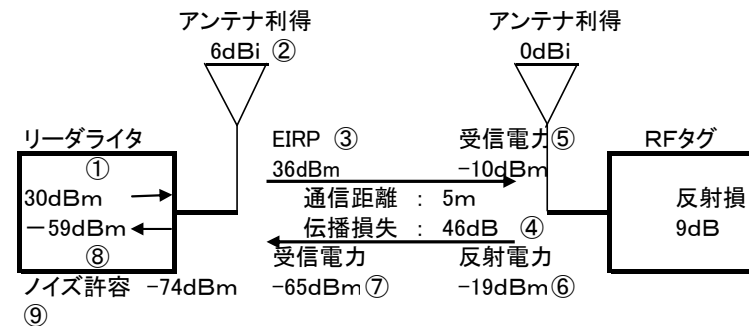 アンテナ利得 アンテナ利得
6dBi ② 0dBi
リーダライタ EIRP ③ 受信電力⑤ RFタグ
① 36dBm -10dBm
30dBm 通信距離 : 5m 反射損
－59dBm 伝播損失 : 46dB ④ 9dB
⑧ 受信電力 反射電力
ノイズ許容 -74dBm -65dBm⑦ -19dBm⑥
⑨